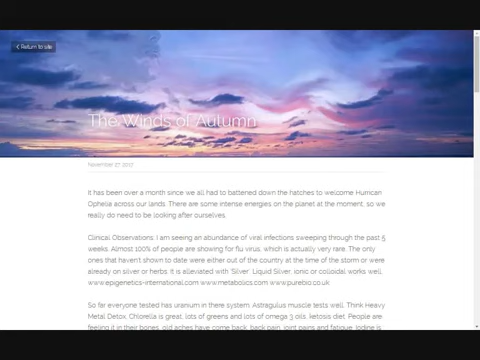 Return to site
The Winds of Autumn
November 27, 2017
It has been over a month since we all had to battened down the hatches to welcome Hurrican
Ophelia across our lands. There are some intense energies on the planet at the moment, so we
really do need to be looking after ourselves.
Clinical Observations: I am seeing an abundance of viral infections sweeping through the past 5
weeks. Almost 100% of people are showing for flu virus, which is actually very rare. The only
ones that haven't shown to date were either out of the country at the time of the storm or were
already on silver or herbs. It is alleviated with 'Silver'. Liquid Silver, ionic or colloidal works well.
www.epigenetics-international.com www.metabolics.com www.purebio.co.uk
So far everyone tested has uranium in there system. Astragulus muscle tests well. Think Heavy
Metal Detox. Chlorella is great, lots of greens and lots of omega 3 oils, ketosis diet. People are
feeling it in their bones, old aches have come back, back pain, joint pains and fatigue. Iodine is